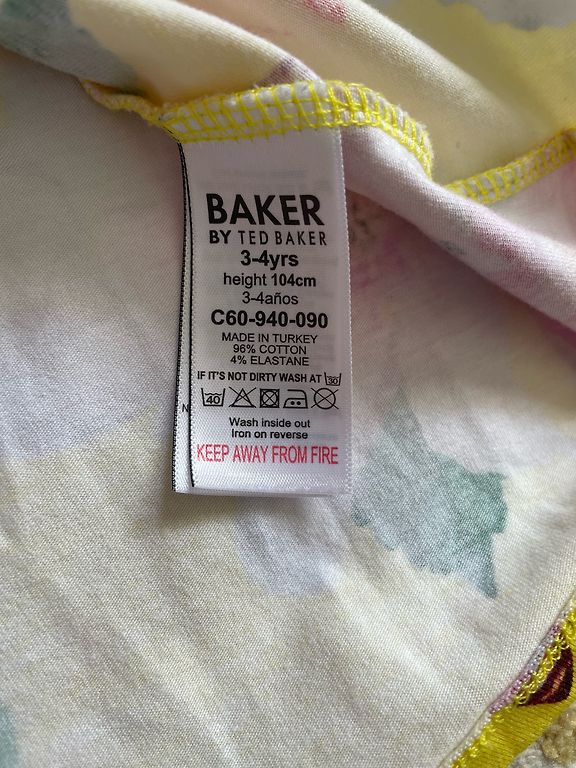 BAKER
BY TED BAKER
3-4yrs
height 104cm
3-4años
C60-940-090
MADE IN TURKEY
96% COTTON
4% ELASTANE
IF IT'S NOT DIRTY WASH AT 30
40
N
Wash inside out
Iron on reverse
KEEP AWAY FROM FIRE